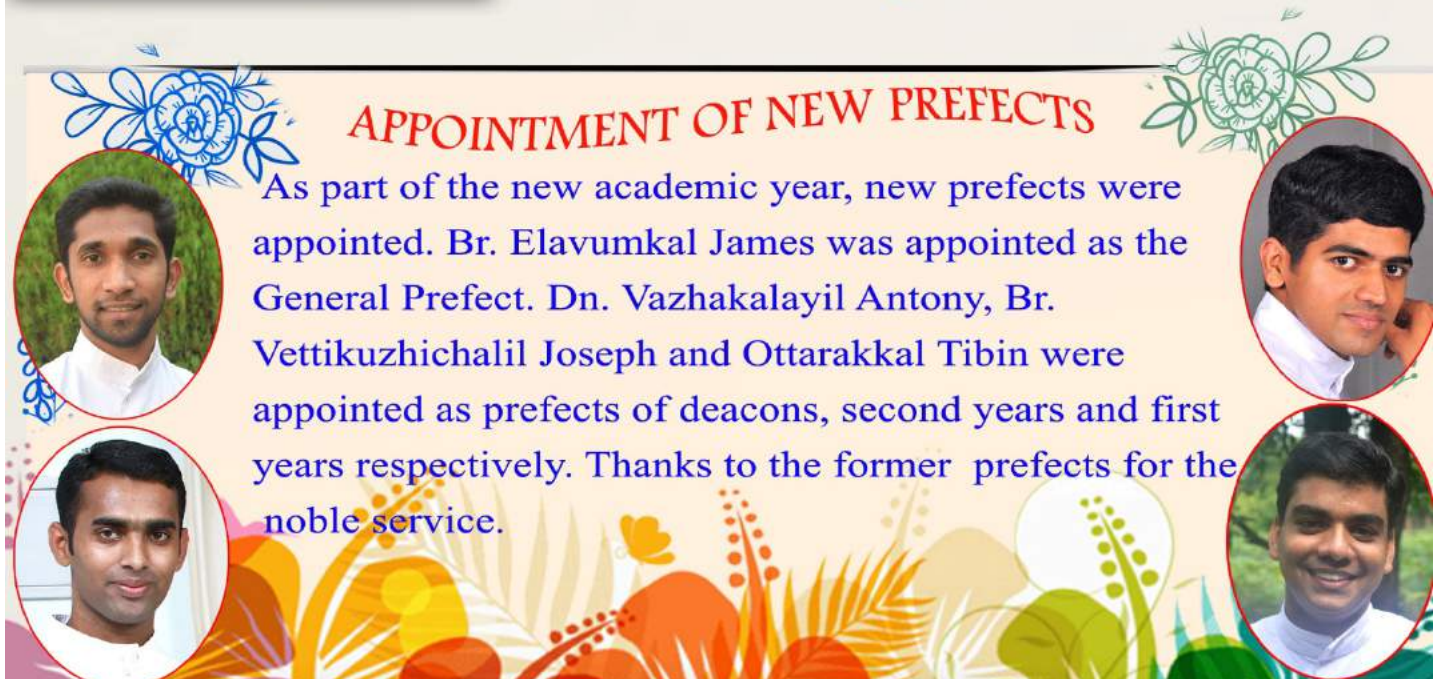 APPOINTMENT OF NEW PREFECTS
As part of the new academic year, new prefects were
appointed. Br. Elavumkal James was appointed as the
General Prefect. Dn. Vazhakalayil Antony, Br.
Vettikuzhichalil Joseph and Ottarakkal Tibin were
appointed as prefects of deacons, second years and first
years respectively. Thanks to the former prefects for the
noble service.